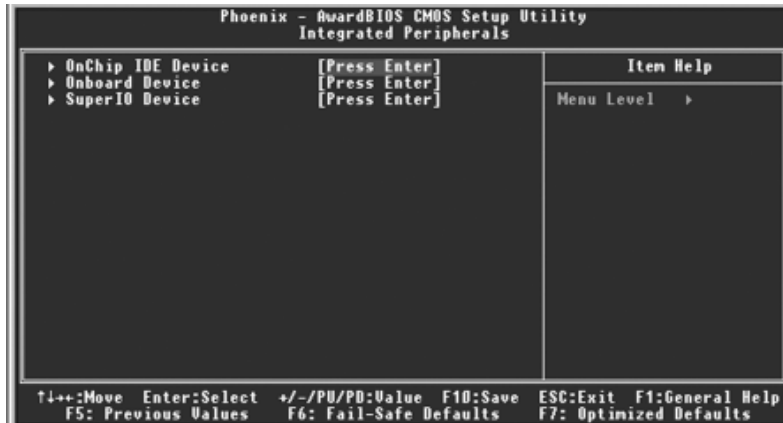 Phoenix - AwardBIOS CMOS Setup Utility
Integrated Peripherals
▸ OnChip IDE Device [Press Enter]
▸ Onboard Device [Press Enter]
▸ SuperIO Device [Press Enter]
Item Help
Menu Level ▸
↑↓→←:Move Enter:Select +/-/PU/PD:Value F10:Save ESC:Exit F1:General Help
F5: Previous Values F6: Fail-Safe Defaults F7: Optimized Defaults